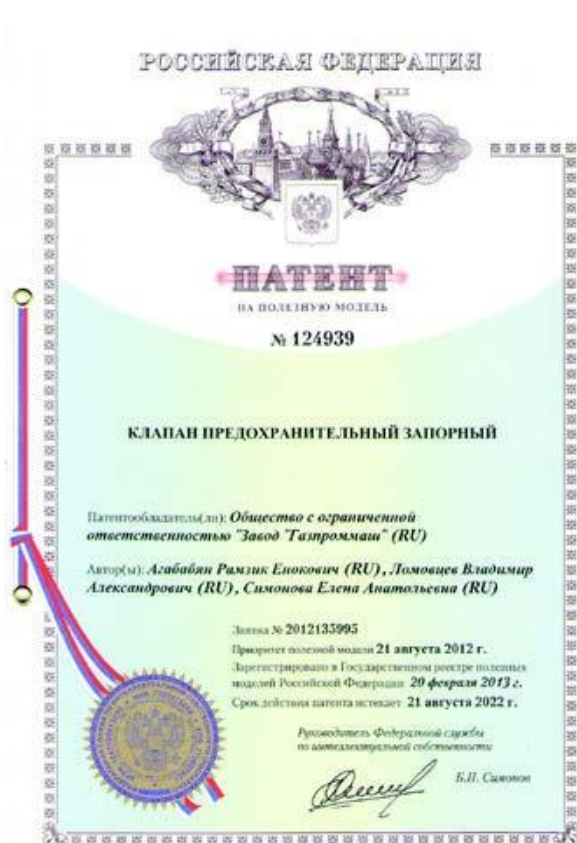 РОССИЙСКАЯ ФЕДЕРАЦИЯ
ПАТЕНТ
НА ПОЛЕЗНУЮ МОДЕЛЬ
№ 124939
КЛАПАН ПРЕДОХРАНИТЕЛЬНЫЙ ЗАПОРНЫЙ
Патентообладатель(ли): Общество с ограниченной
ответственностью "Завод "Газпроммаш" (RU)
Автор(ы): Агабабян Размик Енокович (RU), Ломовцев Владимир
Александрович (RU), Симонова Елена Анатольевна (RU)
Заявка № 2012135995
Приоритет полезной модели 21 августа 2012 г.
Зарегистрировано в Государственном реестре полезных
моделей Российской Федерации 20 февраля 2013 г.
Срок действия патента истекает 21 августа 2022 г.
Руководитель Федеральной службы
по интеллектуальной собственности
Б.П. Симонов